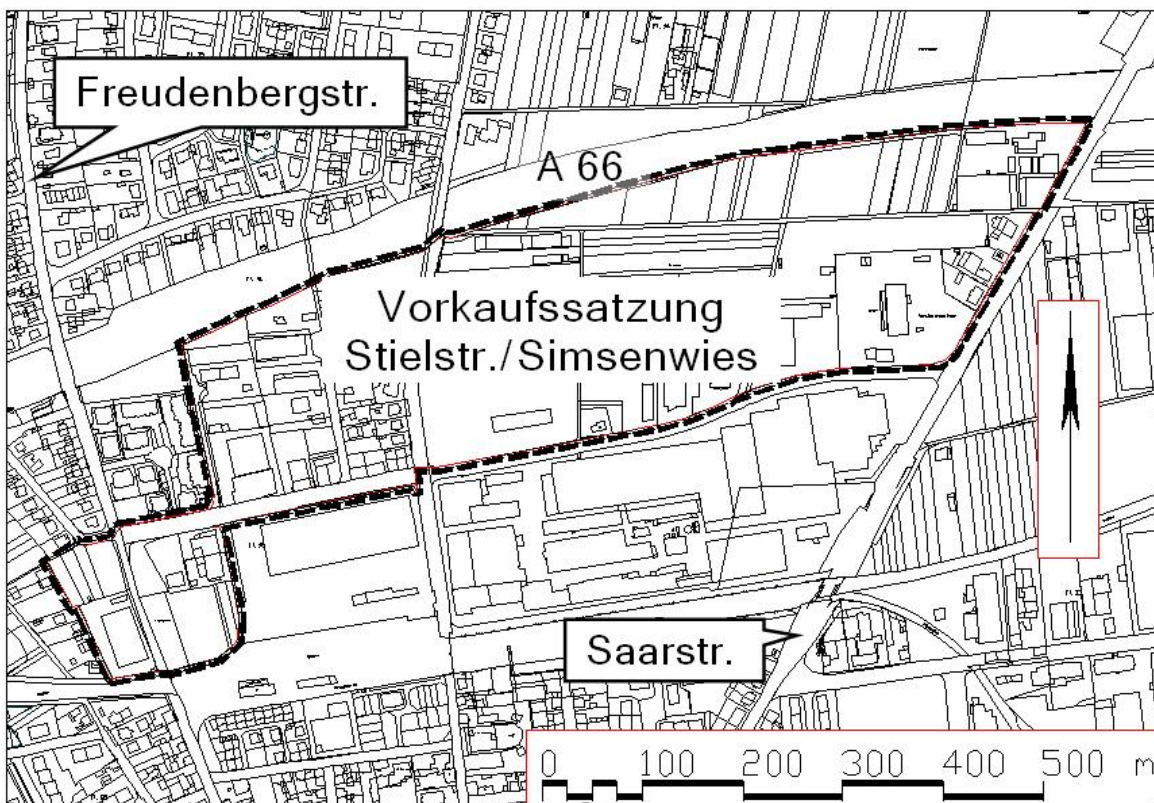 Freudenbergstr.
A 66
Vorkaufssatzung
Stielstr./Simsenwies
Saarstr.
0 100 200 300 400 500 m